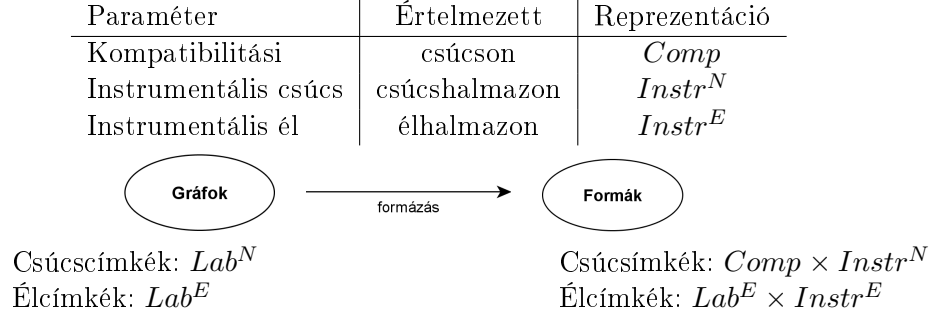 Paraméter Értelmezett Reprezentáció
Kompatibilitási csúcson Comp
Instrumentális csúcs csúcshalmazon Instr^N
Instrumentális él élhalmazon Instr^E
Gráfok formázás Formák
Csúcscímkék: Lab^N Csúcsímkék: Comp × Instr^N
Élcímkék: Lab^E Élcímkék: Lab^E × Instr^E